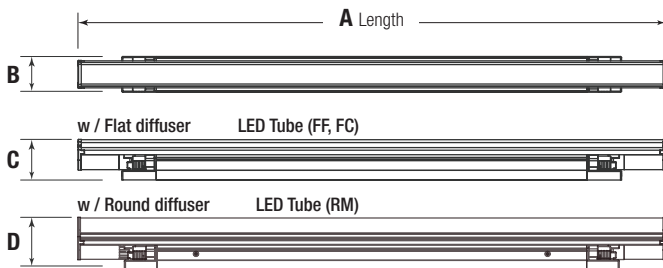 A Length
B
w / Flat diffuser LED Tube (FF, FC)
C
w / Round diffuser LED Tube (RM)
D